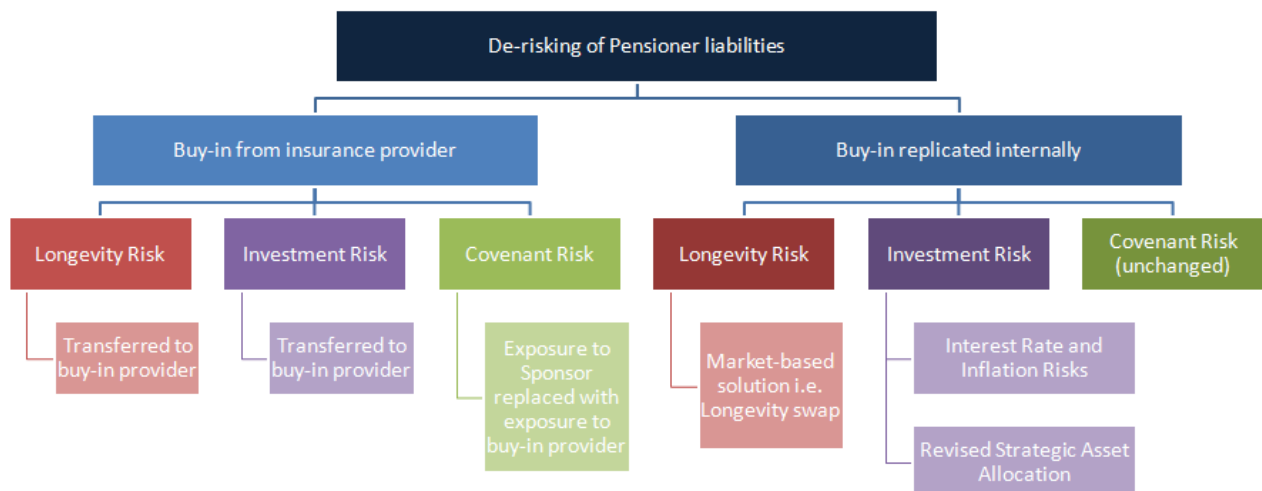 De-risking of Pensioner liabilities
Buy-in from insurance provider
Buy-in replicated internally
Longevity Risk
Investment Risk
Covenant Risk
Longevity Risk
Investment Risk
Covenant Risk
(unchanged)
Transferred to
buy-in provider
Transferred to
buy-in provider
Exposure to
Sponsor
replaced with
exposure to
buy-in provider
Market-based
solution i.e.
Longevity swap
Interest Rate and
Inflation Risks
Revised Strategic Asset
Allocation